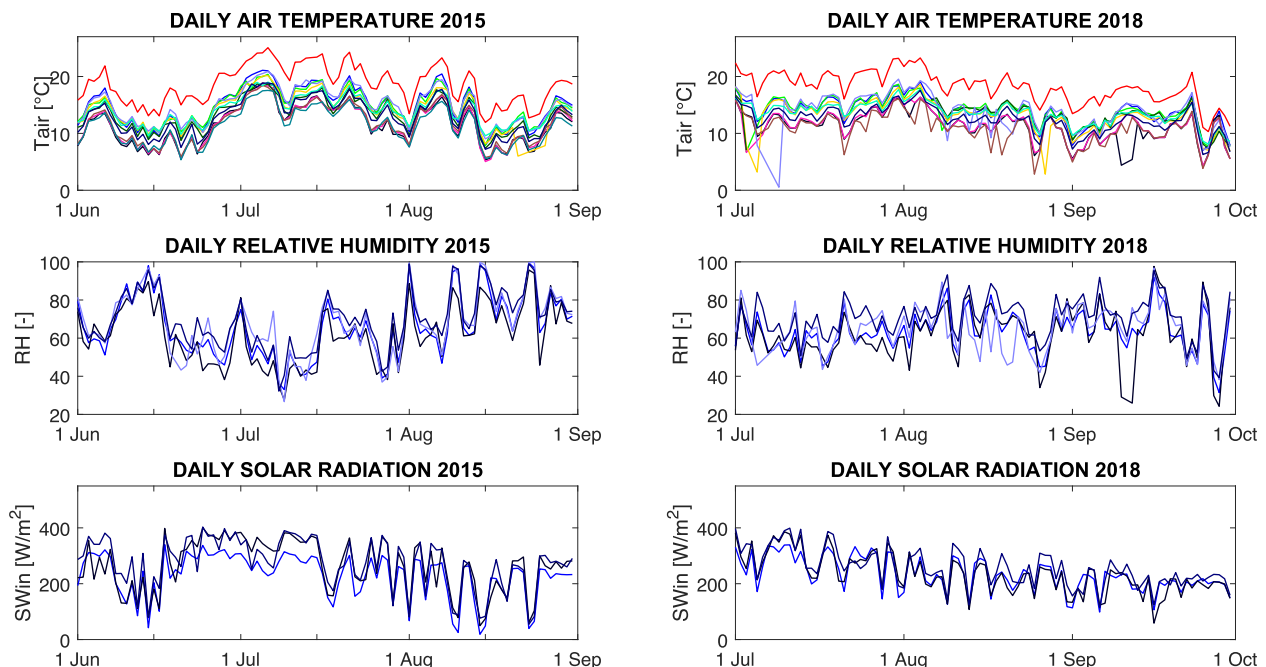 DAILY AIR TEMPERATURE 2015
Tair [°C]
20
10
0
1 Jun
1 Jul
1 Aug
1 Sep
DAILY AIR TEMPERATURE 2018
Tair [°C]
20
10
0
1 Jul
1 Aug
1 Sep
1 Oct
DAILY RELATIVE HUMIDITY 2015
RH [-]
100
80
60
40
20
1 Jun
1 Jul
1 Aug
1 Sep
DAILY RELATIVE HUMIDITY 2018
RH [-]
100
80
60
40
20
1 Jul
1 Aug
1 Sep
1 Oct
DAILY SOLAR RADIATION 2015
SWin [W/m²]
400
200
0
1 Jun
1 Jul
1 Aug
1 Sep
DAILY SOLAR RADIATION 2018
SWin [W/m²]
400
200
0
1 Jul
1 Aug
1 Sep
1 Oct